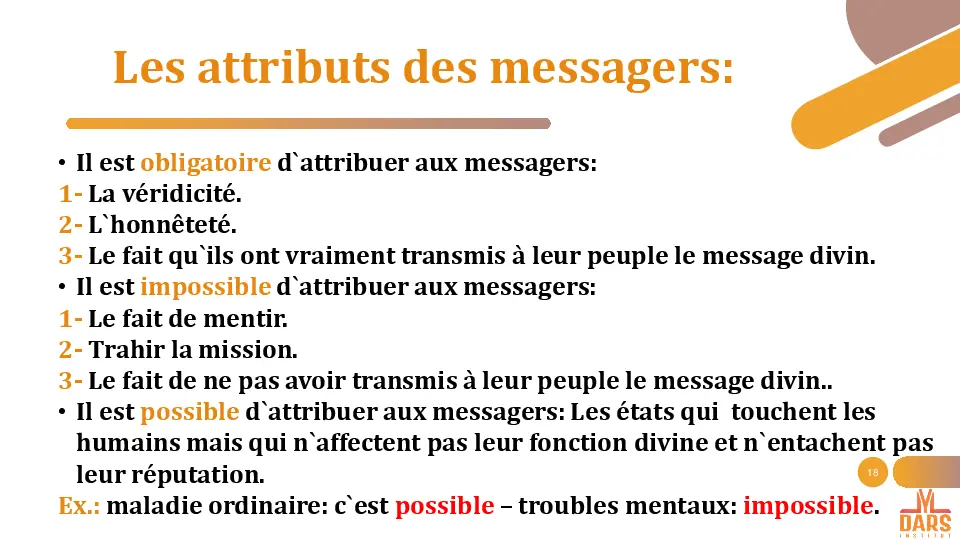 Les attributs des messagers:
• Il est obligatoire d`attribuer aux messagers:
1- La véridicité.
2- L`honnêteté.
3- Le fait qu`ils ont vraiment transmis à leur peuple le message divin.
• Il est impossible d`attribuer aux messagers:
1- Le fait de mentir.
2- Trahir la mission.
3- Le fait de ne pas avoir transmis à leur peuple le message divin..
• Il est possible d`attribuer aux messagers: Les états qui  touchent les
humains mais qui n`affectent pas leur fonction divine et n`entachent pas
leur réputation.
Ex.: maladie ordinaire: c`est possible – troubles mentaux: impossible.
18
DARS
INSTITUT